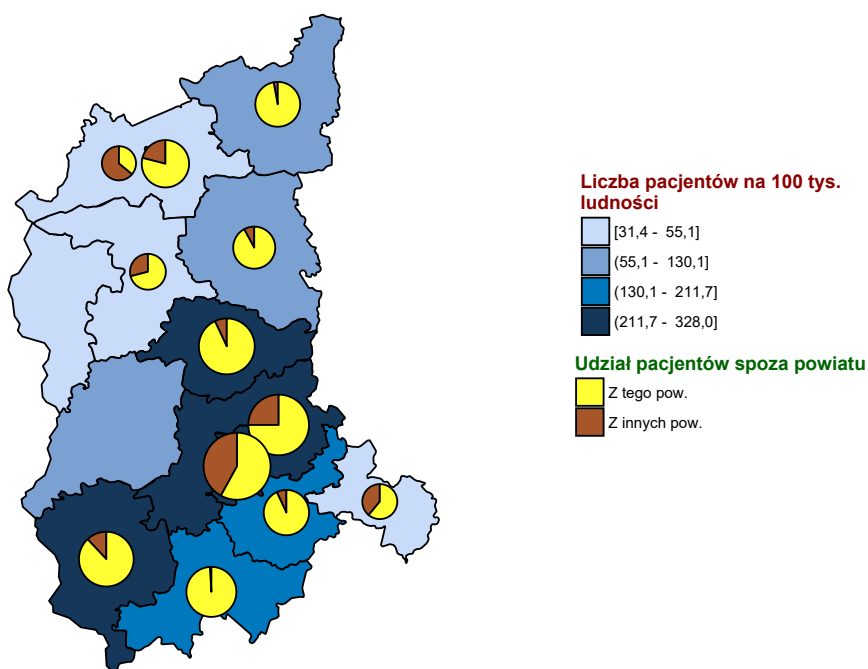 Liczba pacjentów na 100 tys.
ludności
[31,4 - 55,1]
(55,1 - 130,1]
(130,1 - 211,7]
(211,7 - 328,0]
Udział pacjentów spoza powiatu
Z tego pow.
Z innych pow.